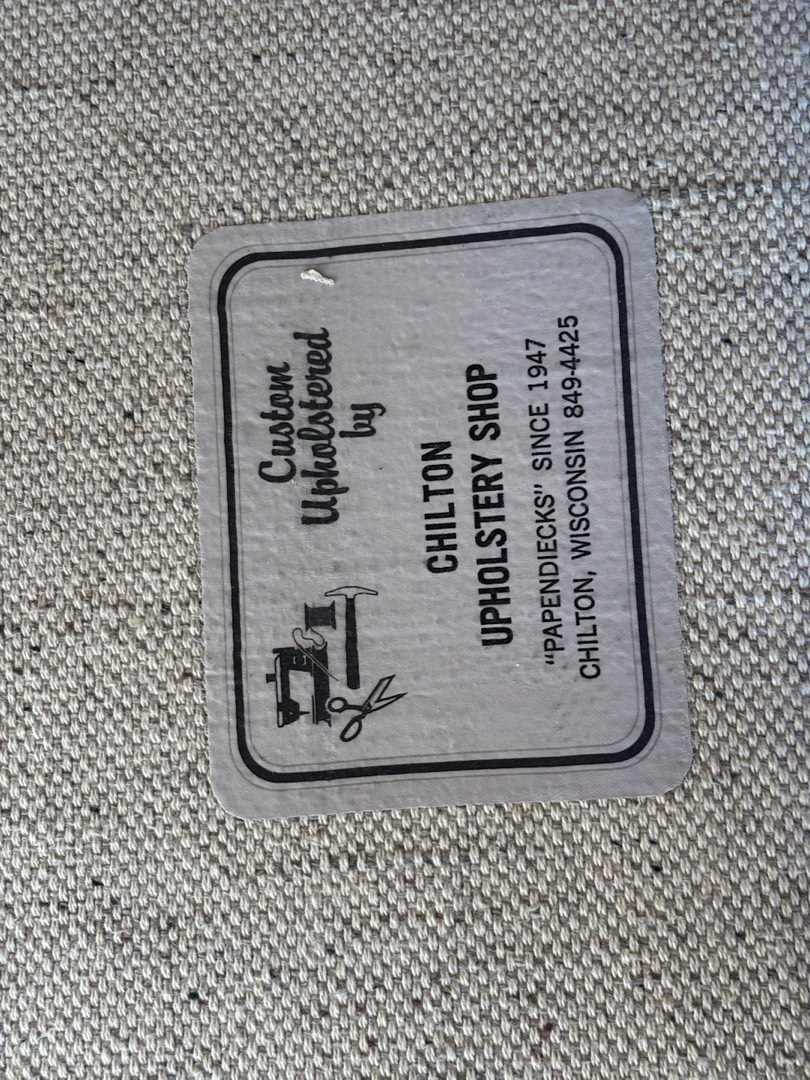 Custom
Upholstered
by
CHILTON
UPHOLSTERY SHOP
“PAPENDIECKS” SINCE 1947
CHILTON, WISCONSIN 849-4425